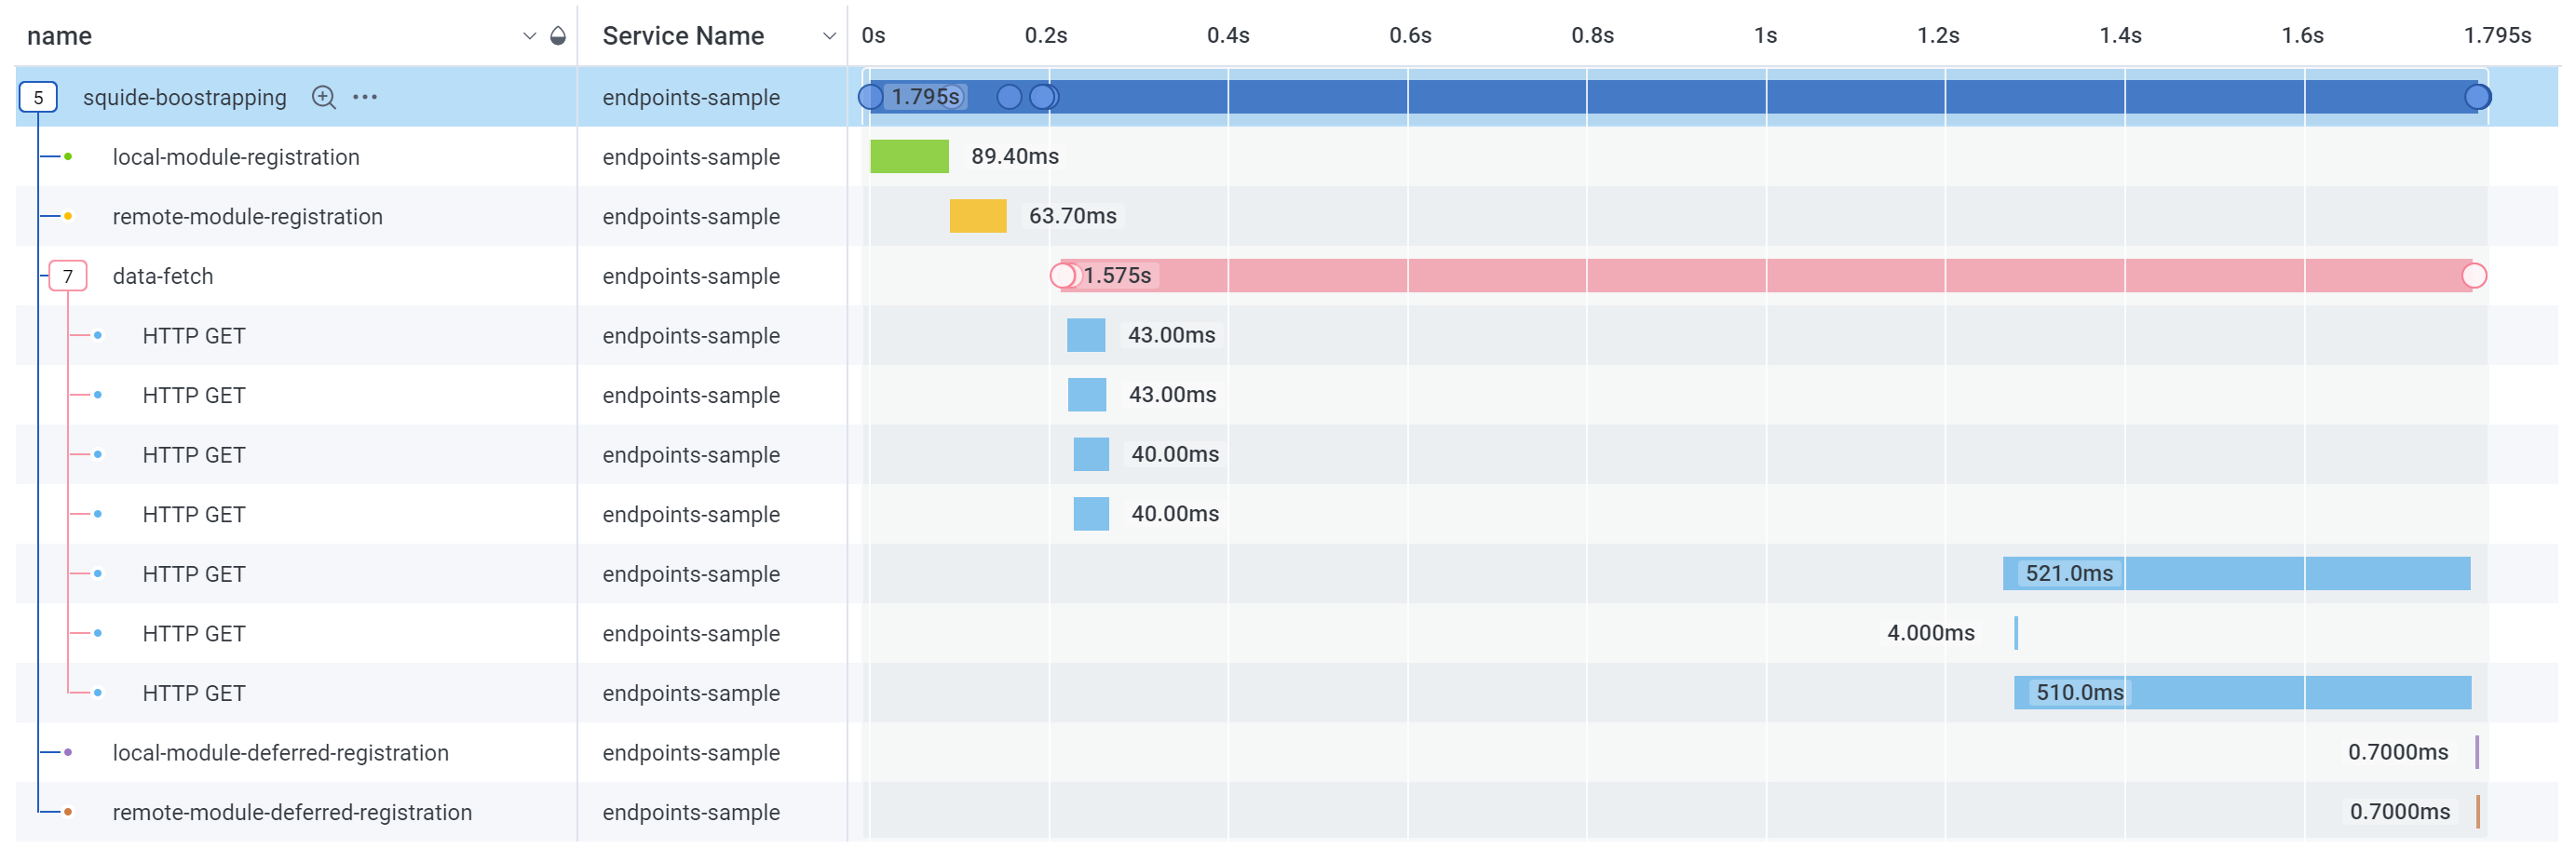 name Service Name 0s 0.2s 0.4s 0.6s 0.8s 1s 1.2s 1.4s 1.6s 1.795s
5 squide-boostrapping endpoints-sample 1.795s
local-module-registration endpoints-sample 89.40ms
remote-module-registration endpoints-sample 63.70ms
7 data-fetch endpoints-sample 1.575s
HTTP GET endpoints-sample 43.00ms
HTTP GET endpoints-sample 43.00ms
HTTP GET endpoints-sample 40.00ms
HTTP GET endpoints-sample 40.00ms
HTTP GET endpoints-sample 521.0ms
HTTP GET endpoints-sample 4.000ms
HTTP GET endpoints-sample 510.0ms
local-module-deferred-registration endpoints-sample 0.7000ms
remote-module-deferred-registration endpoints-sample 0.7000ms